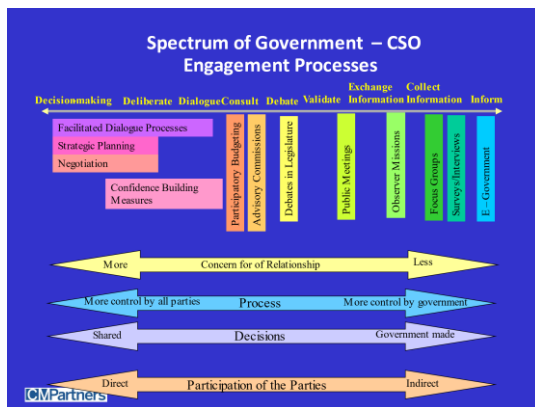 Spectrum of Government – CSO
Engagement Processes
Exchange Collect
Decisionmaking Deliberate Dialogue Consult Debate Validate Information Information Inform
Facilitated Dialogue Processes
Strategic Planning
Negotiation
Confidence Building
Measures
Participatory Budgeting
Advisory Commissions
Debates in Legislature
Public Meetings
Observer Missions
Focus Groups
Surveys/Interviews
E – Government
More Concern for of Relationship Less
More control by all parties Process More control by government
Shared Decisions Government made
Direct Participation of the Parties Indirect
CMPartners